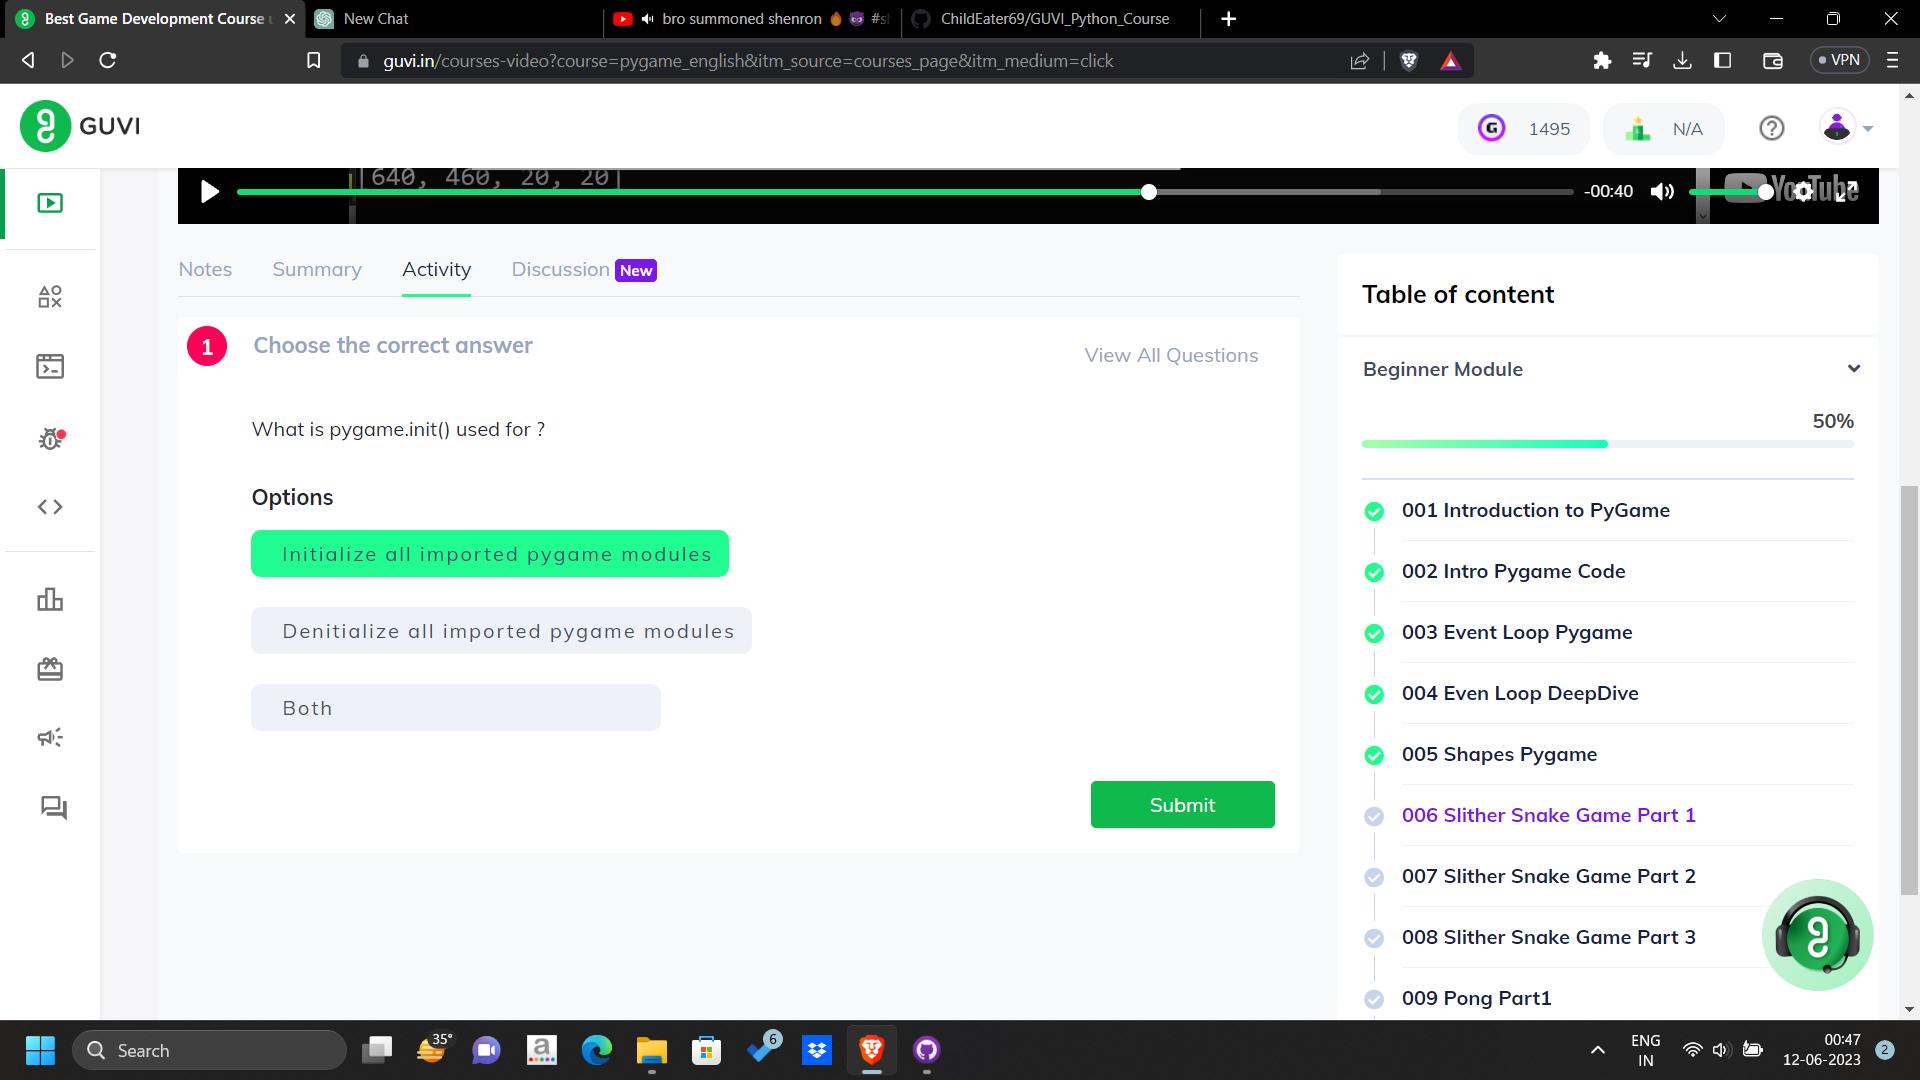 Best Game Development Course u
New Chat
bro summoned shenron 🔥 😈 #sh
ChildEater69/GUVI_Python_Course
guvi.in/courses-video?course=pygame_english&itm_source=courses_page&itm_medium=click
VPN
GUVI
G
1495
N/A
[640, 460, 20, 20]
-00:40
YouTube
Notes
Summary
Activity
Discussion
New
1
Choose the correct answer
View All Questions
What is pygame.init() used for ?
Options
Initialize all imported pygame modules
Denitialize all imported pygame modules
Both
Submit
Table of content
Beginner Module
50%
001 Introduction to PyGame
002 Intro Pygame Code
003 Event Loop Pygame
004 Even Loop DeepDive
005 Shapes Pygame
006 Slither Snake Game Part 1
007 Slither Snake Game Part 2
008 Slither Snake Game Part 3
009 Pong Part1
Search
35°
a
6
ENG
IN
00:47
12-06-2023
2